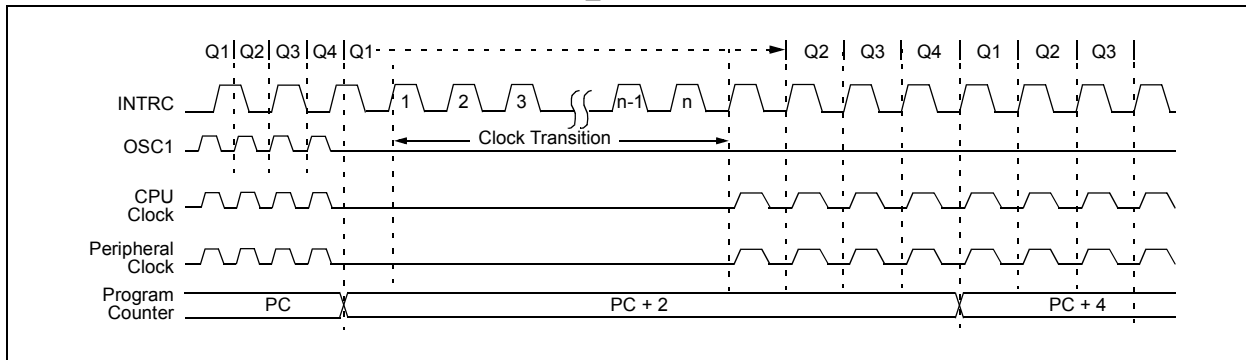 Q1 Q2 Q3 Q4 Q1 Q2 Q3 Q4 Q1 Q2 Q3
INTRC
1 2 3 n-1 n
OSC1
Clock Transition
CPU
Clock
Peripheral
Clock
Program
Counter
PC PC + 2 PC + 4